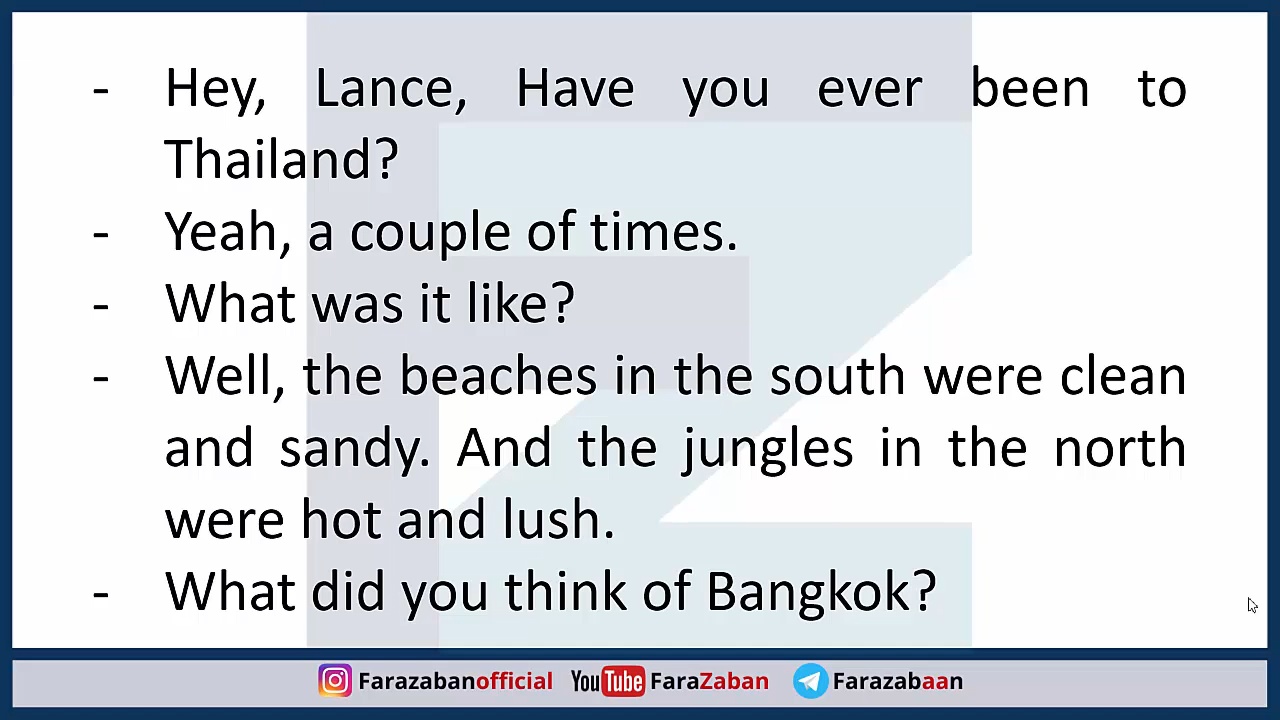 - Hey, Lance, Have you ever been to
Thailand?
- Yeah, a couple of times.
- What was it like?
- Well, the beaches in the south were clean
and sandy. And the jungles in the north
were hot and lush.
- What did you think of Bangkok?
Farazabanofficial YouTube FaraZaban Farazabaan